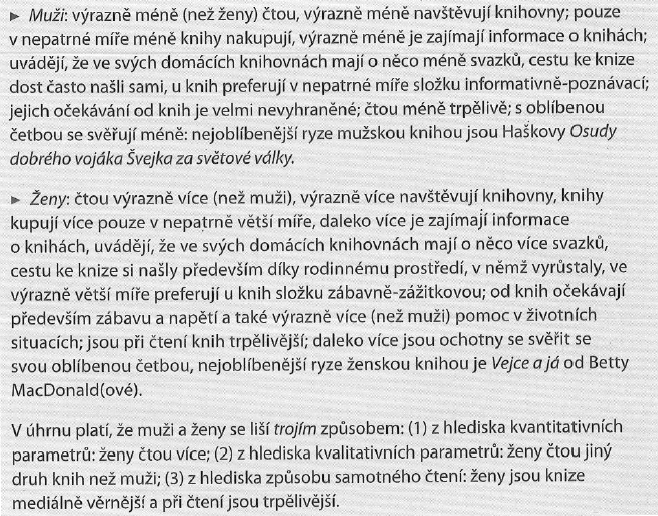 ► Muži: výrazně méně (než ženy) čtou, výrazně méně navštěvují knihovny; pouze
v nepatrné míře méně knihy nakupují, výrazně méně je zajímají informace o knihách;
uvádějí, že ve svých domácích knihovnách mají o něco méně svazků, cestu ke knize
dost často našli sami, u knih preferují v nepatrné míře složku informativně-poznávací;
jejich očekávání od knih je velmi nevyhraněné; čtou méně trpělivě; s oblíbenou
četbou se svěřují méně: nejoblíbenější ryze mužskou knihou jsou Haškovy Osudy
dobrého vojáka Švejka za světové války.
► Ženy: čtou výrazně více (než muži), výrazně více navštěvují knihovny, knihy
kupují více pouze v nepatrně větší míře, daleko více je zajímají informace
o knihách, uvádějí, že ve svých domácích knihovnách mají o něco více svazků,
cestu ke knize si našly především díky rodinnému prostředí, v němž vyrůstaly, ve
výrazně větší míře preferují u knih složku zábavně-zážitkovou; od knih očekávají
především zábavu a napětí a také výrazně více (než muži) pomoc v životních
situacích; jsou při čtení knih trpělivější; daleko více jsou ochotny se svěřit se
svou oblíbenou četbou, nejoblíbenější ryze ženskou knihou je Vejce a já od Betty
MacDonald(ové).
V úhrnu platí, že muži a ženy se liší trojím způsobem: (1) z hlediska kvantitativních
parametrů: ženy čtou více; (2) z hlediska kvalitativních parametrů: ženy čtou jiný
druh knih než muži; (3) z hlediska způsobu samotného čtení: ženy jsou knize
mediálně věrnější a při čtení jsou trpělivější.